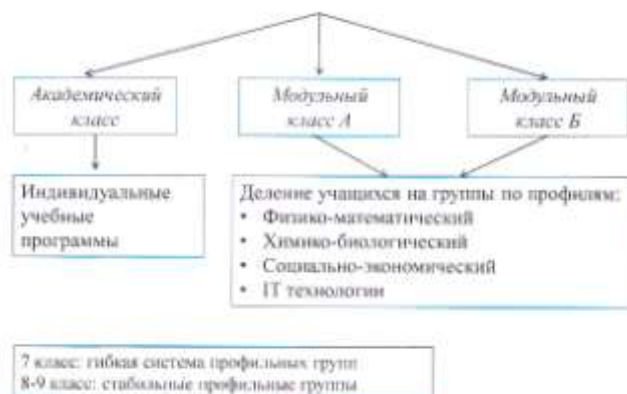 Академический
класс
Модульный
класс А
Модульный
класс Б
Индивидуальные
учебные
программы
Деление учащихся на группы по профилям:
• Физико-математический
• Химико-биологический
• Социально-экономический
• IT технологии
7 класс: гибкая система профильных групп
8-9 класс: стабильные профильные группы